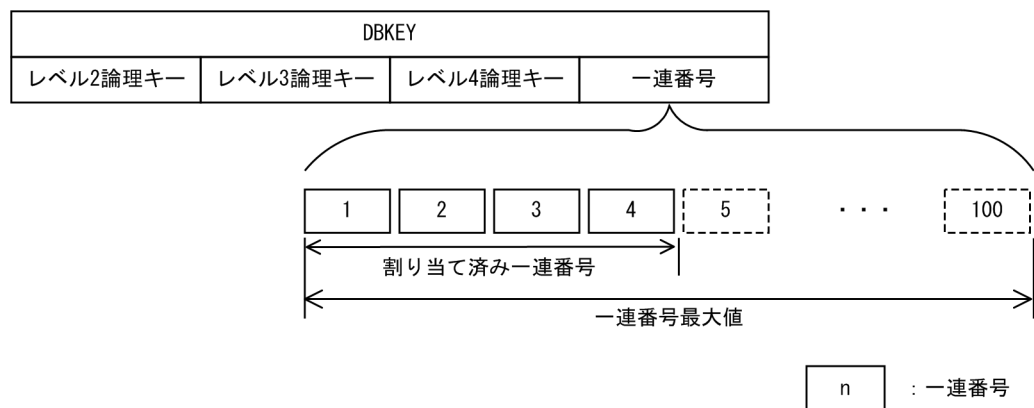 DBKEY
レベル2論理キー レベル3論理キー レベル4論理キー 一連番号
1 2 3 4 5 ・・・ 100
割り当て済み一連番号
一連番号最大値
n ：一連番号